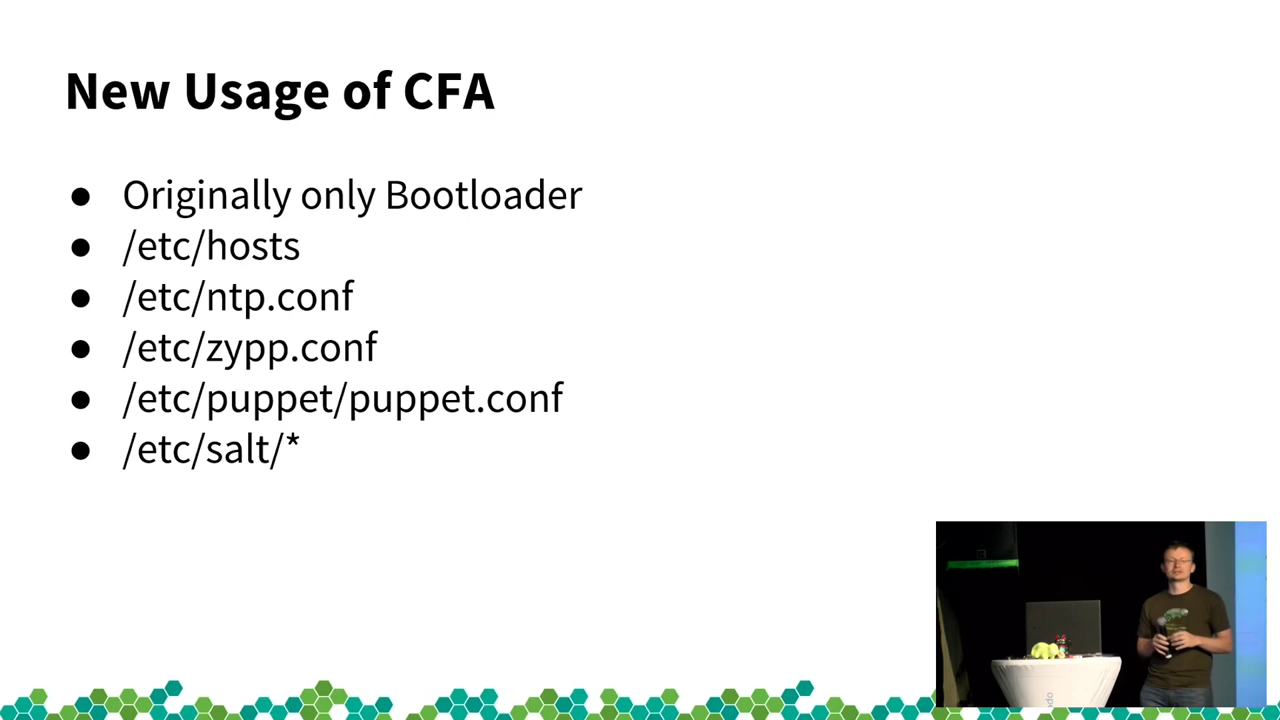 New Usage of CFA
● Originally only Bootloader
● /etc/hosts
● /etc/ntp.conf
● /etc/zypp.conf
● /etc/puppet/puppet.conf
● /etc/salt/*